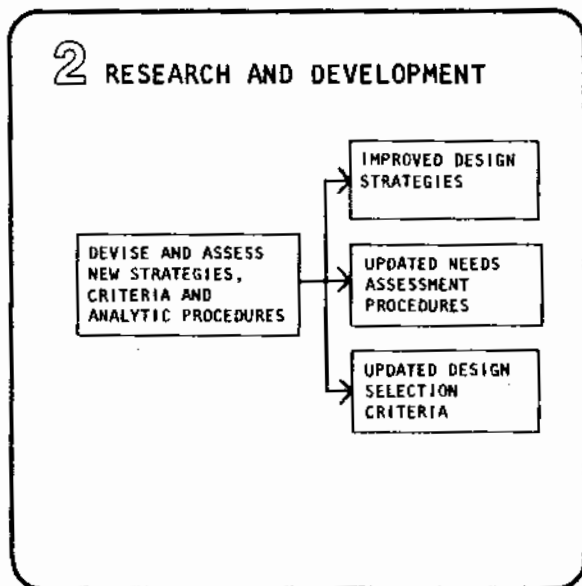 2 RESEARCH AND DEVELOPMENT
IMPROVED DESIGN
STRATEGIES
DEVISE AND ASSESS
NEW STRATEGIES,
CRITERIA AND
ANALYTIC PROCEDURES
UPDATED NEEDS
ASSESSMENT
PROCEDURES
UPDATED DESIGN
SELECTION
CRITERIA